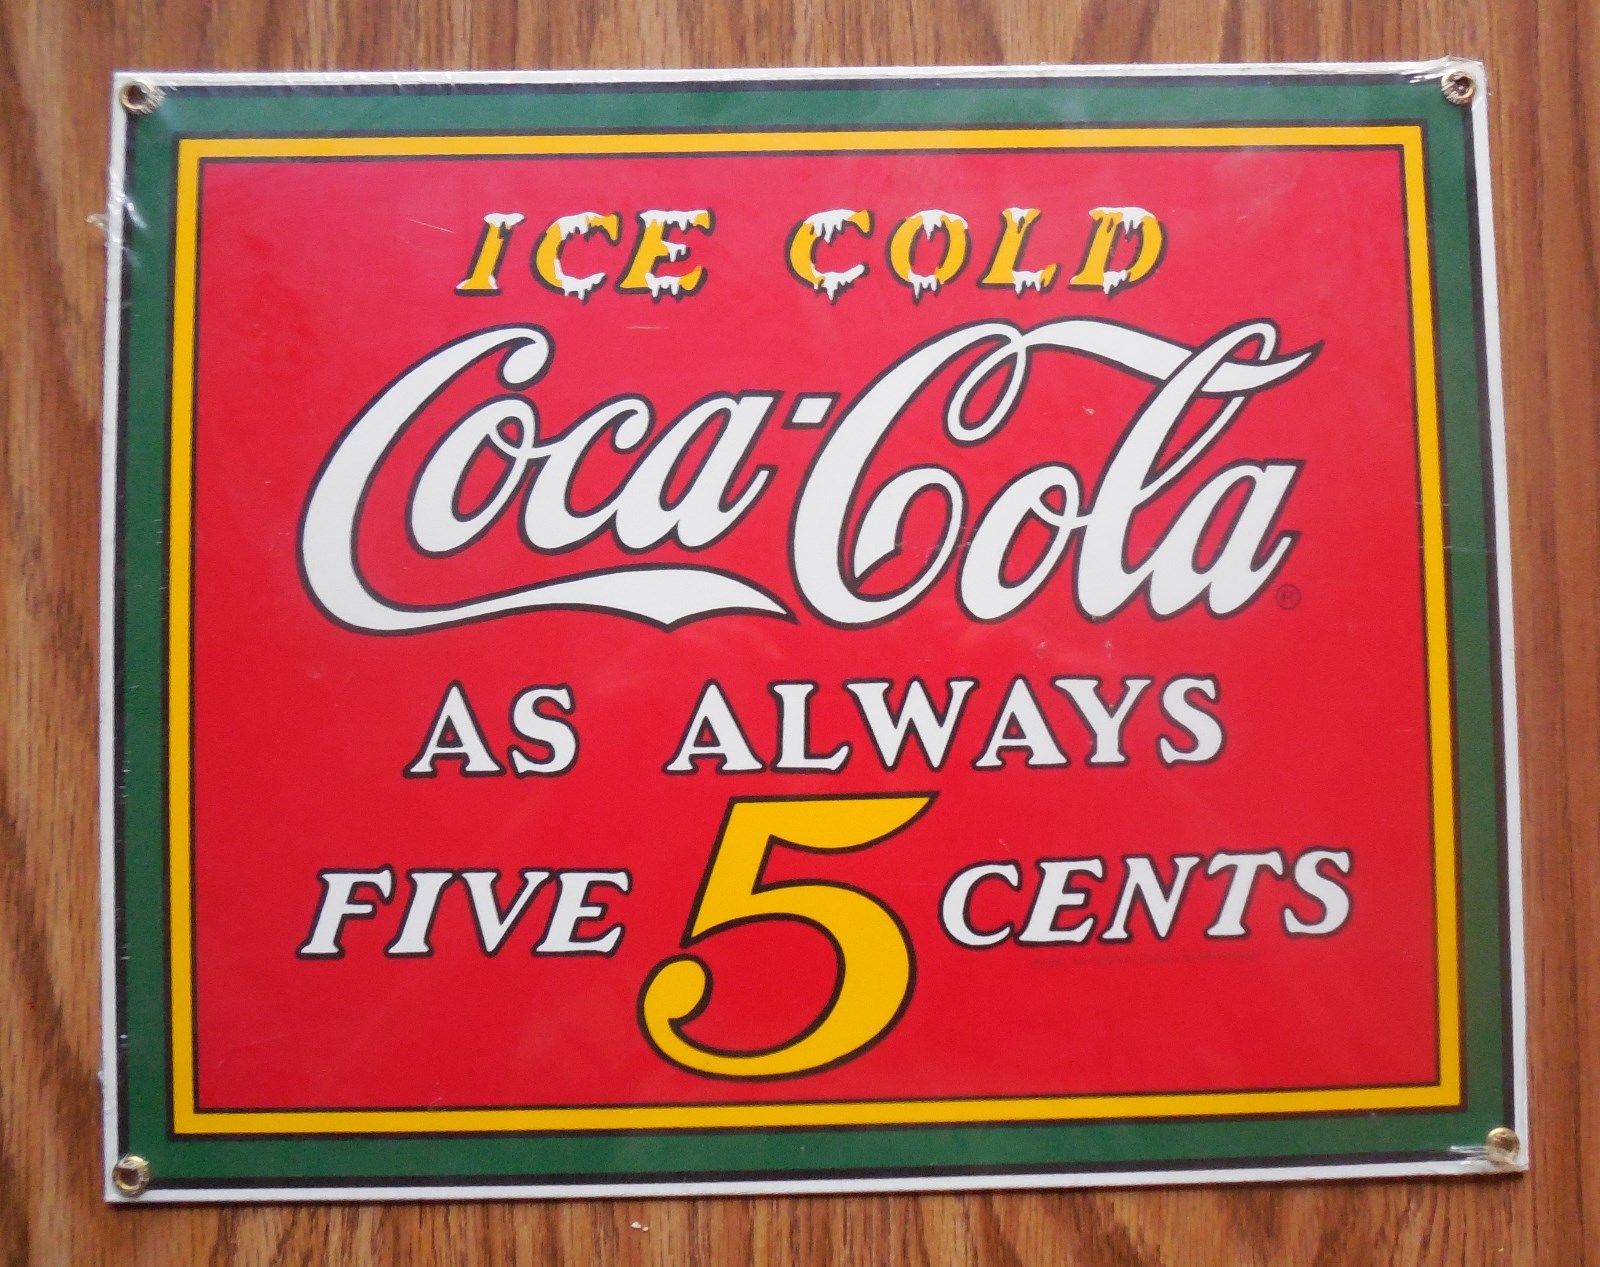 ICE COLD
Coca-Cola ®
AS ALWAYS
FIVE 5 CENTS